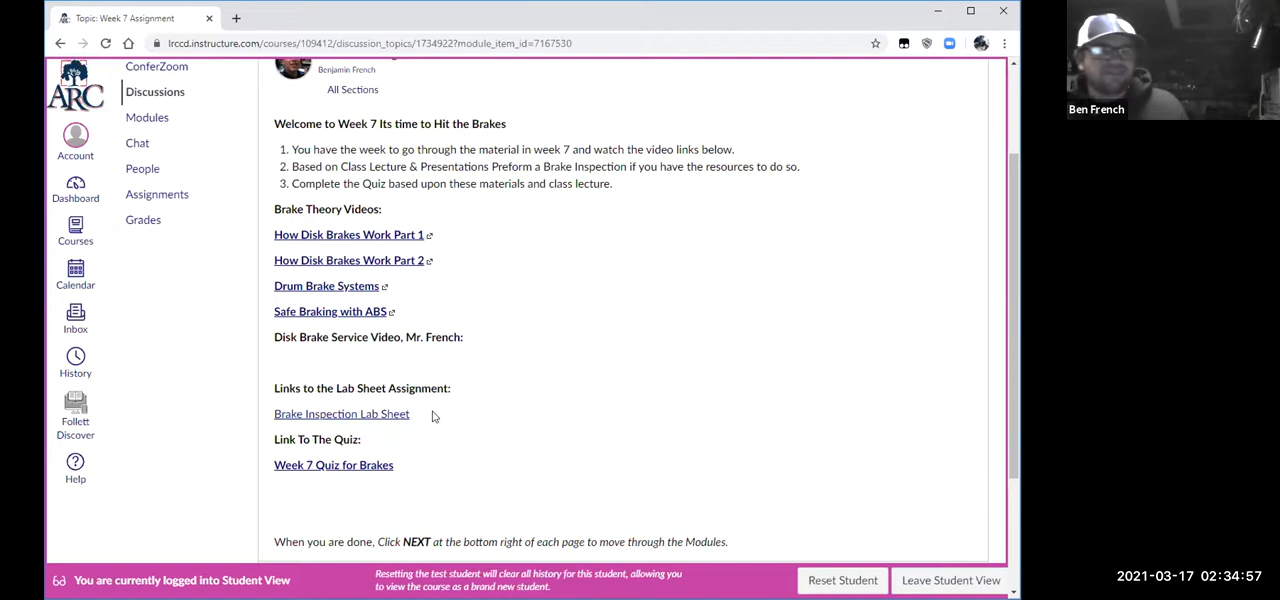 Topic: Week 7 Assignment
lrccd.instructure.com/courses/109412/discussion_topics/1734922?module_item_id=7167530
ARC
Account
Dashboard
Courses
Calendar
Inbox
History
Follett
Discover
Help
ConferZoom
Discussions
Modules
Chat
People
Assignments
Grades
Benjamin French
All Sections
Welcome to Week 7 Its time to Hit the Brakes
1. You have the week to go through the material in week 7 and watch the video links below.
2. Based on Class Lecture & Presentations Preform a Brake Inspection if you have the resources to do so.
3. Complete the Quiz based upon these materials and class lecture.
Brake Theory Videos:
How Disk Brakes Work Part 1
How Disk Brakes Work Part 2
Drum Brake Systems
Safe Braking with ABS
Disk Brake Service Video, Mr. French:
Links to the Lab Sheet Assignment:
Brake Inspection Lab Sheet
Link To The Quiz:
Week 7 Quiz for Brakes
When you are done, Click NEXT at the bottom right of each page to move through the Modules.
You are currently logged into Student View
Resetting the test student will clear all history for this student, allowing you
to view the course as a brand new student.
Reset Student
Leave Student View
Ben French
2021-03-17 02:34:57